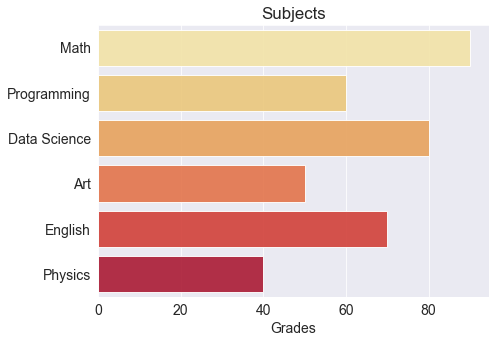 Subjects
Math
Programming
Data Science
Art
English
Physics
0 20 40 60 80
Grades